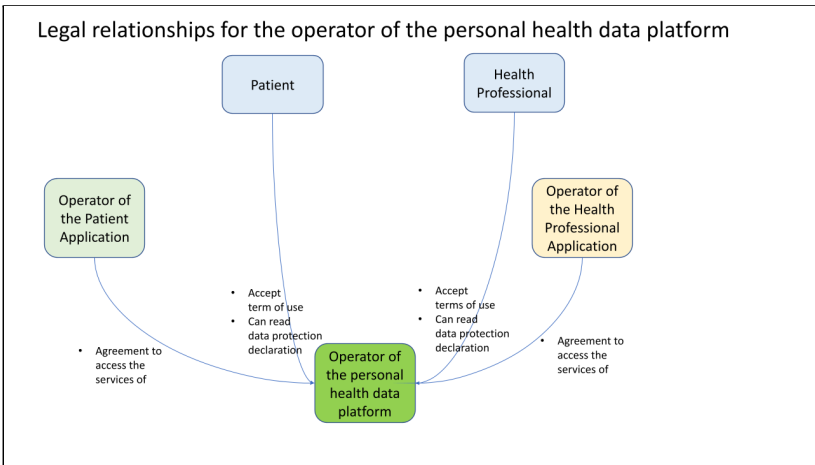 Legal relationships for the operator of the personal health data platform
Patient
Health
Professional
Operator of
the Patient
Application
Operator of
the Health
Professional
Application
• Accept
term of use
• Can read
data protection
declaration
• Accept
terms of use
• Can read
data protection
declaration
• Agreement to
access the
services of
• Agreement to
access the
services of
Operator of
the personal
health data
platform